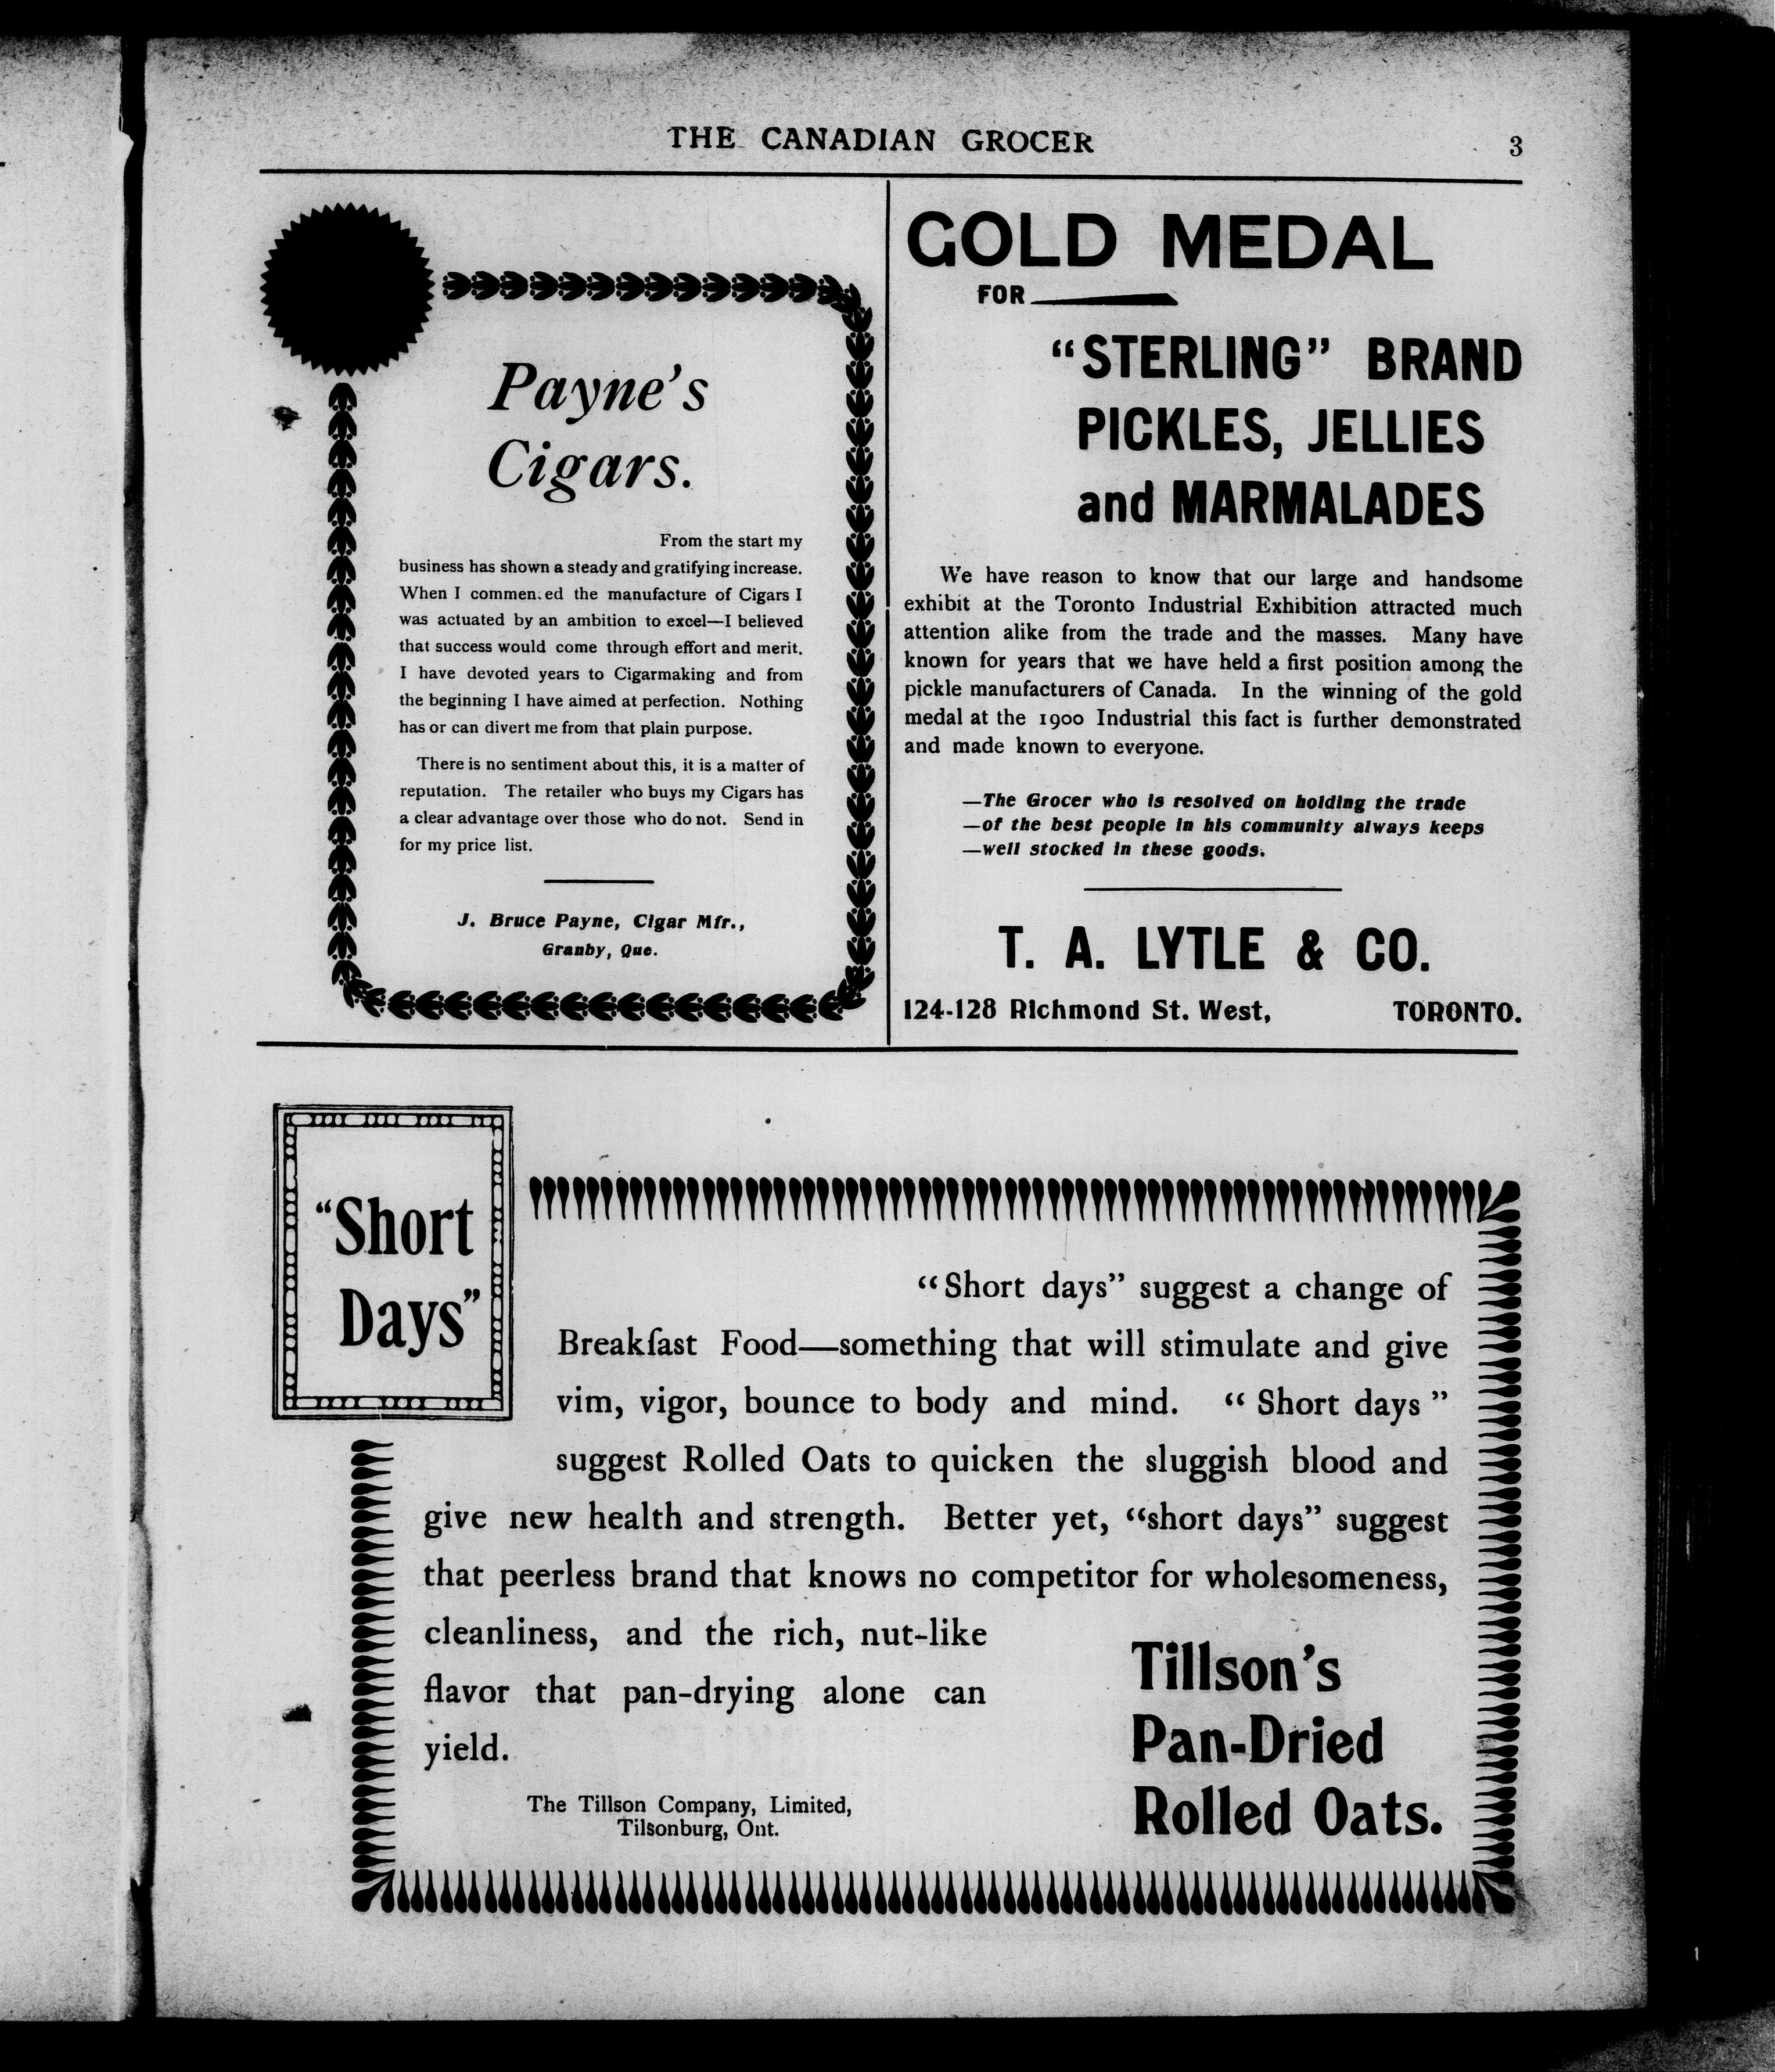 THE CANADIAN GROCER
3
Payne's
Cigars.
From the start my
business has shown a steady and gratifying increase.
When I commenced the manufacture of Cigars I
was actuated by an ambition to excel—I believed
that success would come through effort and merit.
I have devoted years to Cigarmaking and from
the beginning I have aimed at perfection. Nothing
has or can divert me from that plain purpose.
There is no sentiment about this, it is a matter of
reputation. The retailer who buys my Cigars has
a clear advantage over those who do not. Send in
for my price list.
J. Bruce Payne, Cigar Mfr.,
Granby, Que.
GOLD MEDAL
FOR
"STERLING" BRAND
PICKLES, JELLIES
and MARMALADES
We have reason to know that our large and handsome
exhibit at the Toronto Industrial Exhibition attracted much
attention alike from the trade and the masses. Many have
known for years that we have held a first position among the
pickle manufacturers of Canada. In the winning of the gold
medal at the 1900 Industrial this fact is further demonstrated
and made known to everyone.
—The Grocer who is resolved on holding the trade
—of the best people in his community always keeps
—well stocked in these goods.
T. A. LYTLE & CO.
124-128 Richmond St. West, TORONTO.
"Short
Days"
"Short days" suggest a change of
Breakfast Food—something that will stimulate and give
vim, vigor, bounce to body and mind. "Short days"
suggest Rolled Oats to quicken the sluggish blood and
give new health and strength. Better yet, "short days" suggest
that peerless brand that knows no competitor for wholesomeness,
cleanliness, and the rich, nut-like
flavor that pan-drying alone can
yield.
The Tillson Company, Limited,
Tilsonburg, Ont.
Tillson's
Pan-Dried
Rolled Oats.